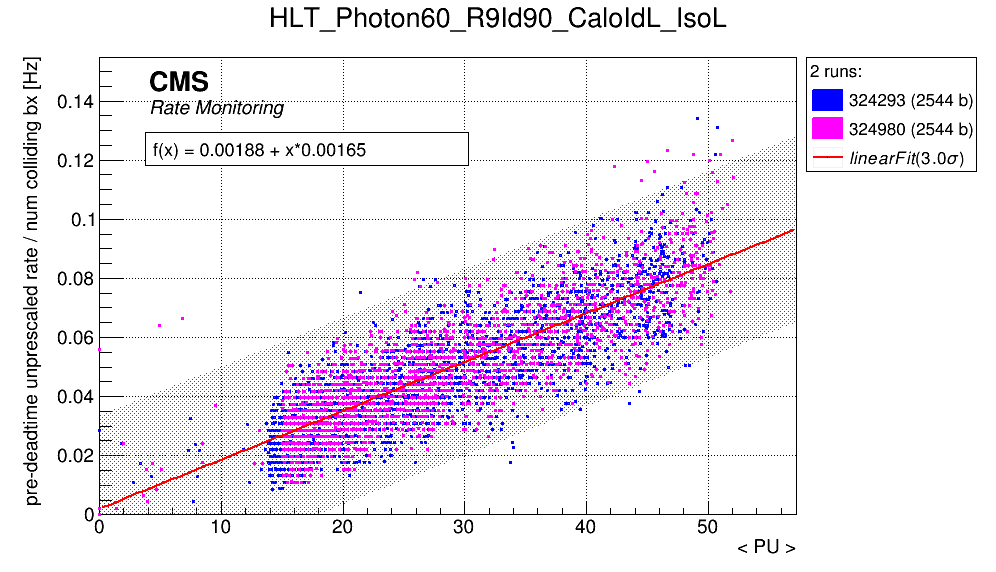 HLT_Photon60_R9Id90_CaloIdL_IsoL
pre-deadtime unprescaled rate / num colliding bx [Hz]
CMS
Rate Monitoring
f(x) = 0.00188 + x*0.00165
0.14
0.12
0.1
0.08
0.06
0.04
0.02
0
0 10 20 30 40 50
< PU >
2 runs:
324293 (2544 b)
324980 (2544 b)
linearFit(3.0σ)